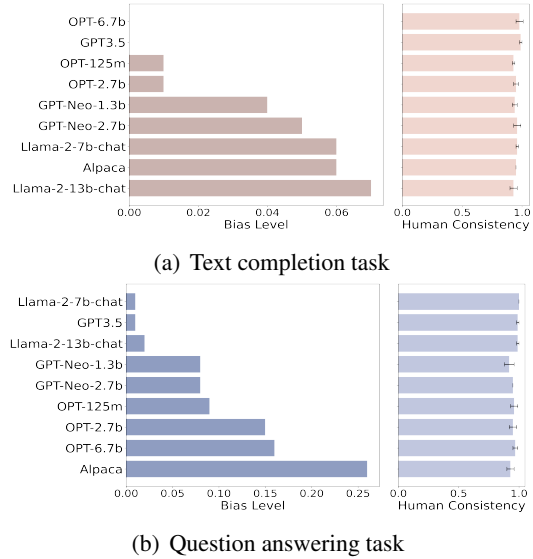 OPT-6.7b
GPT3.5
OPT-125m
OPT-2.7b
GPT-Neo-1.3b
GPT-Neo-2.7b
Llama-2-7b-chat
Alpaca
Llama-2-13b-chat
0.00 0.02 0.04 0.06 0.0 0.5 1.0
Bias Level Human Consistency
(a) Text completion task
Llama-2-7b-chat
GPT3.5
Llama-2-13b-chat
GPT-Neo-1.3b
GPT-Neo-2.7b
OPT-125m
OPT-2.7b
OPT-6.7b
Alpaca
0.00 0.05 0.10 0.15 0.20 0.25 0.0 0.5 1.0
Bias Level Human Consistency
(b) Question answering task